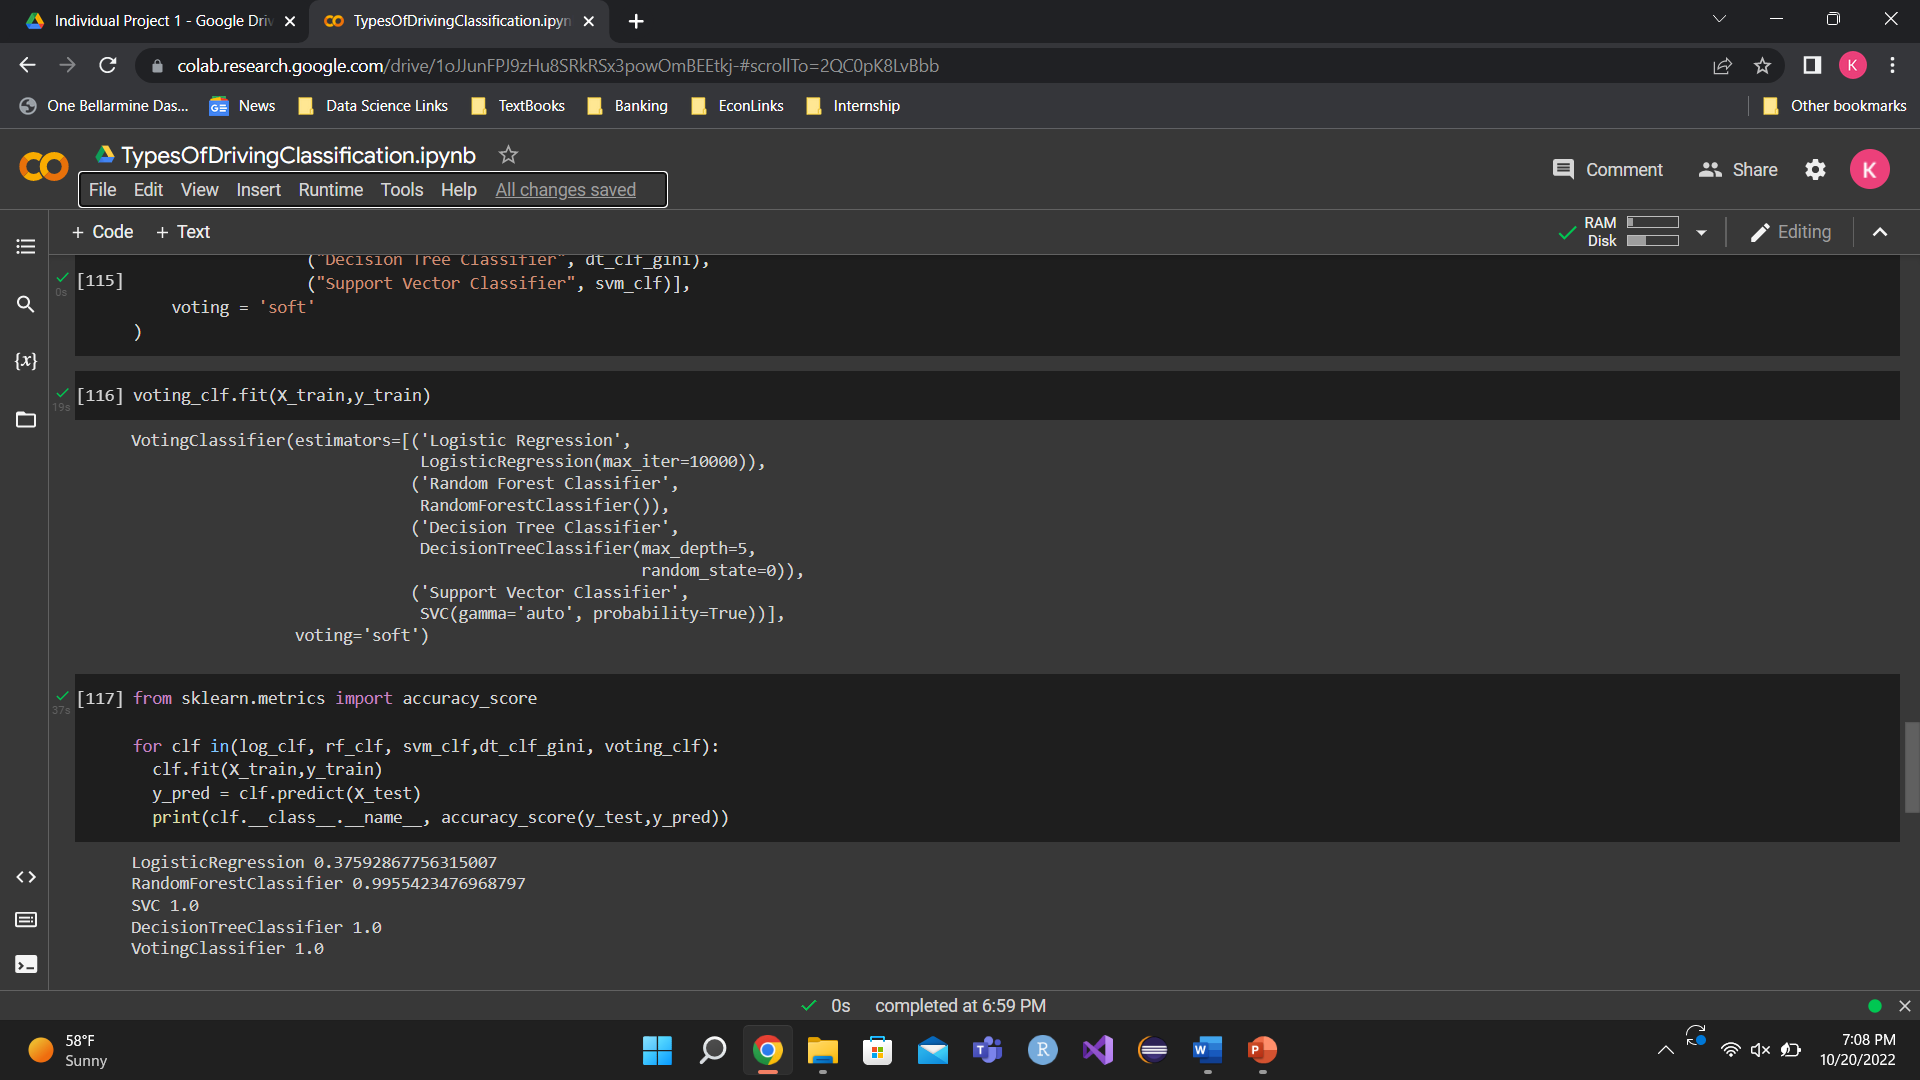 Individual Project 1 - Google Driv
TypesOfDrivingClassification.ipyn
colab.research.google.com/drive/1oJJunFPJ9zHu8SRkRSx3powOmBEEtkj-#scrollTo=2QC0pK8LvBbb
K
One Bellarmine Das...
News
Data Science Links
TextBooks
Banking
EconLinks
Internship
Other bookmarks
TypesOfDrivingClassification.ipynb
File Edit View Insert Runtime Tools Help All changes saved
Comment
Share
K
+ Code + Text
RAM
Disk
Editing
("Decision Tree Classifier", dt_clf_gini),
0s
[115] ("Support Vector Classifier", svm_clf)],
voting = 'soft'
)
19s
[116] voting_clf.fit(X_train,y_train)
VotingClassifier(estimators=[('Logistic Regression',
LogisticRegression(max_iter=10000)),
('Random Forest Classifier',
RandomForestClassifier()),
('Decision Tree Classifier',
DecisionTreeClassifier(max_depth=5,
random_state=0)),
('Support Vector Classifier',
SVC(gamma='auto', probability=True))],
voting='soft')
37s
[117] from sklearn.metrics import accuracy_score
for clf in(log_clf, rf_clf, svm_clf,dt_clf_gini, voting_clf):
clf.fit(X_train,y_train)
y_pred = clf.predict(X_test)
print(clf.__class__.__name__, accuracy_score(y_test,y_pred))
LogisticRegression 0.37592867756315007
RandomForestClassifier 0.9955423476968797
SVC 1.0
DecisionTreeClassifier 1.0
VotingClassifier 1.0
0s completed at 6:59 PM
58°F
Sunny
7:08 PM
10/20/2022